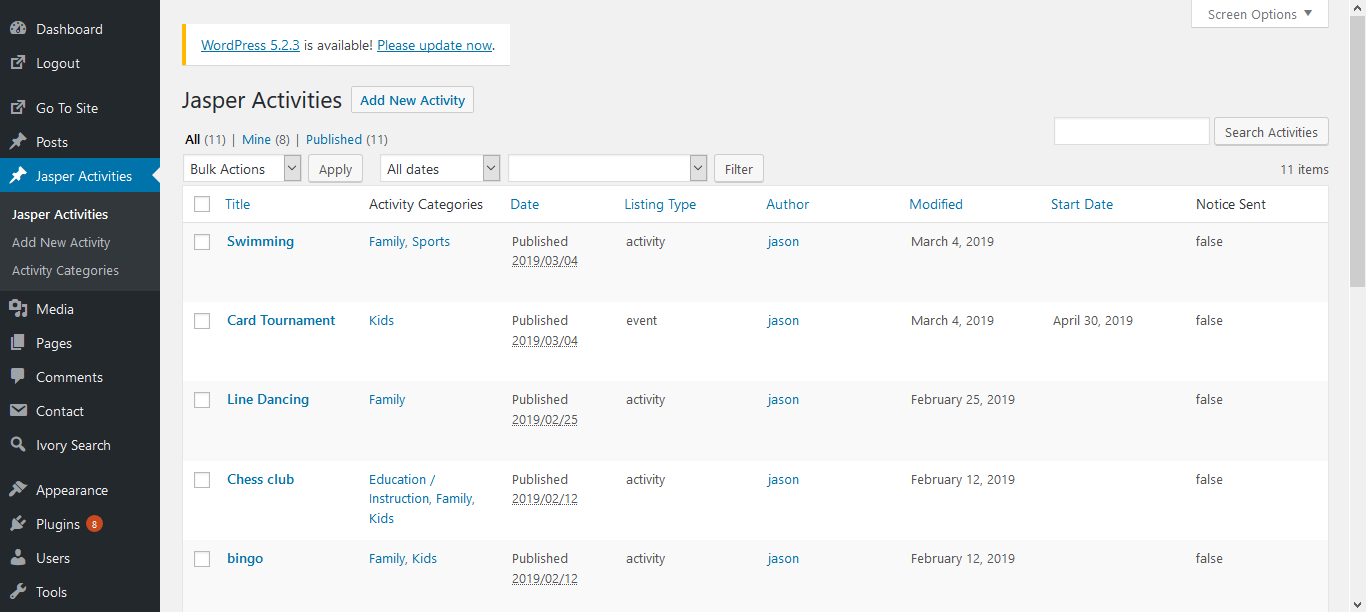 Dashboard
Logout
Go To Site
Posts
Jasper Activities
Jasper Activities
Add New Activity
Activity Categories
Media
Pages
Comments
Contact
Ivory Search
Appearance
Plugins 8
Users
Tools
Screen Options
WordPress 5.2.3 is available! Please update now.
Jasper Activities Add New Activity
All (11) | Mine (8) | Published (11)
Search Activities
Bulk Actions Apply All dates Filter 11 items
Title Activity Categories Date Listing Type Author Modified Start Date Notice Sent
Swimming Family, Sports Published activity jason March 4, 2019 false
2019/03/04
Card Tournament Kids Published event jason March 4, 2019 April 30, 2019 false
2019/03/04
Line Dancing Family Published activity jason February 25, 2019 false
2019/02/25
Chess club Education / Published activity jason February 12, 2019 false
Instruction, Family, 2019/02/12
Kids
bingo Family, Kids Published activity jason February 12, 2019 false
2019/02/12